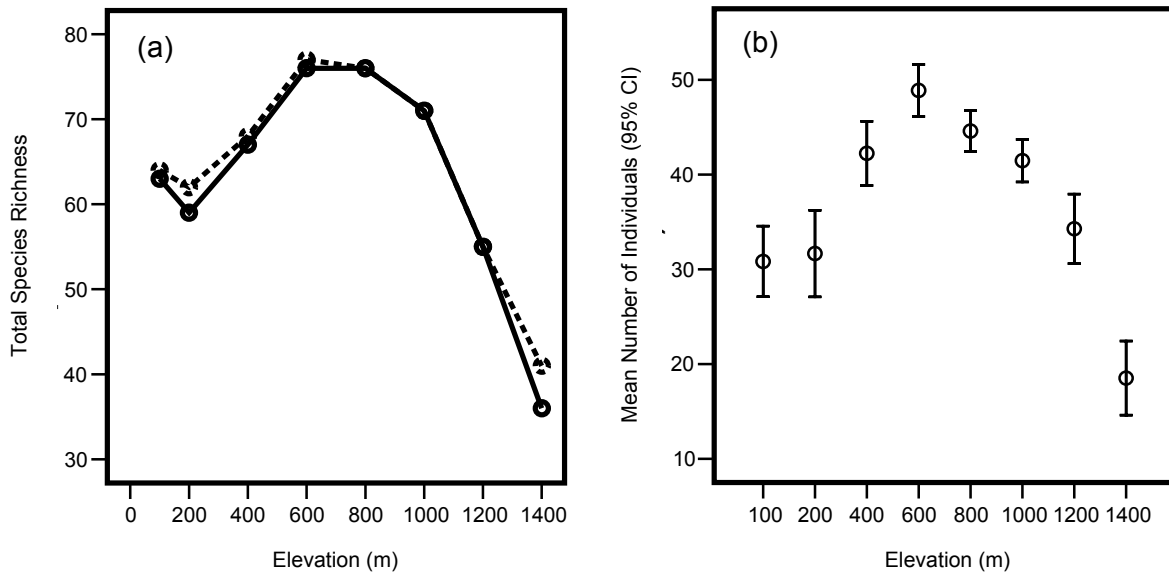 (a)
Total Species Richness
80
70
60
50
40
30
0 200 400 600 800 1000 1200 1400
Elevation (m)
(b)
Mean Number of Individuals (95% CI)
50
40
30
20
10
100 200 400 600 800 1000 1200 1400
Elevation (m)